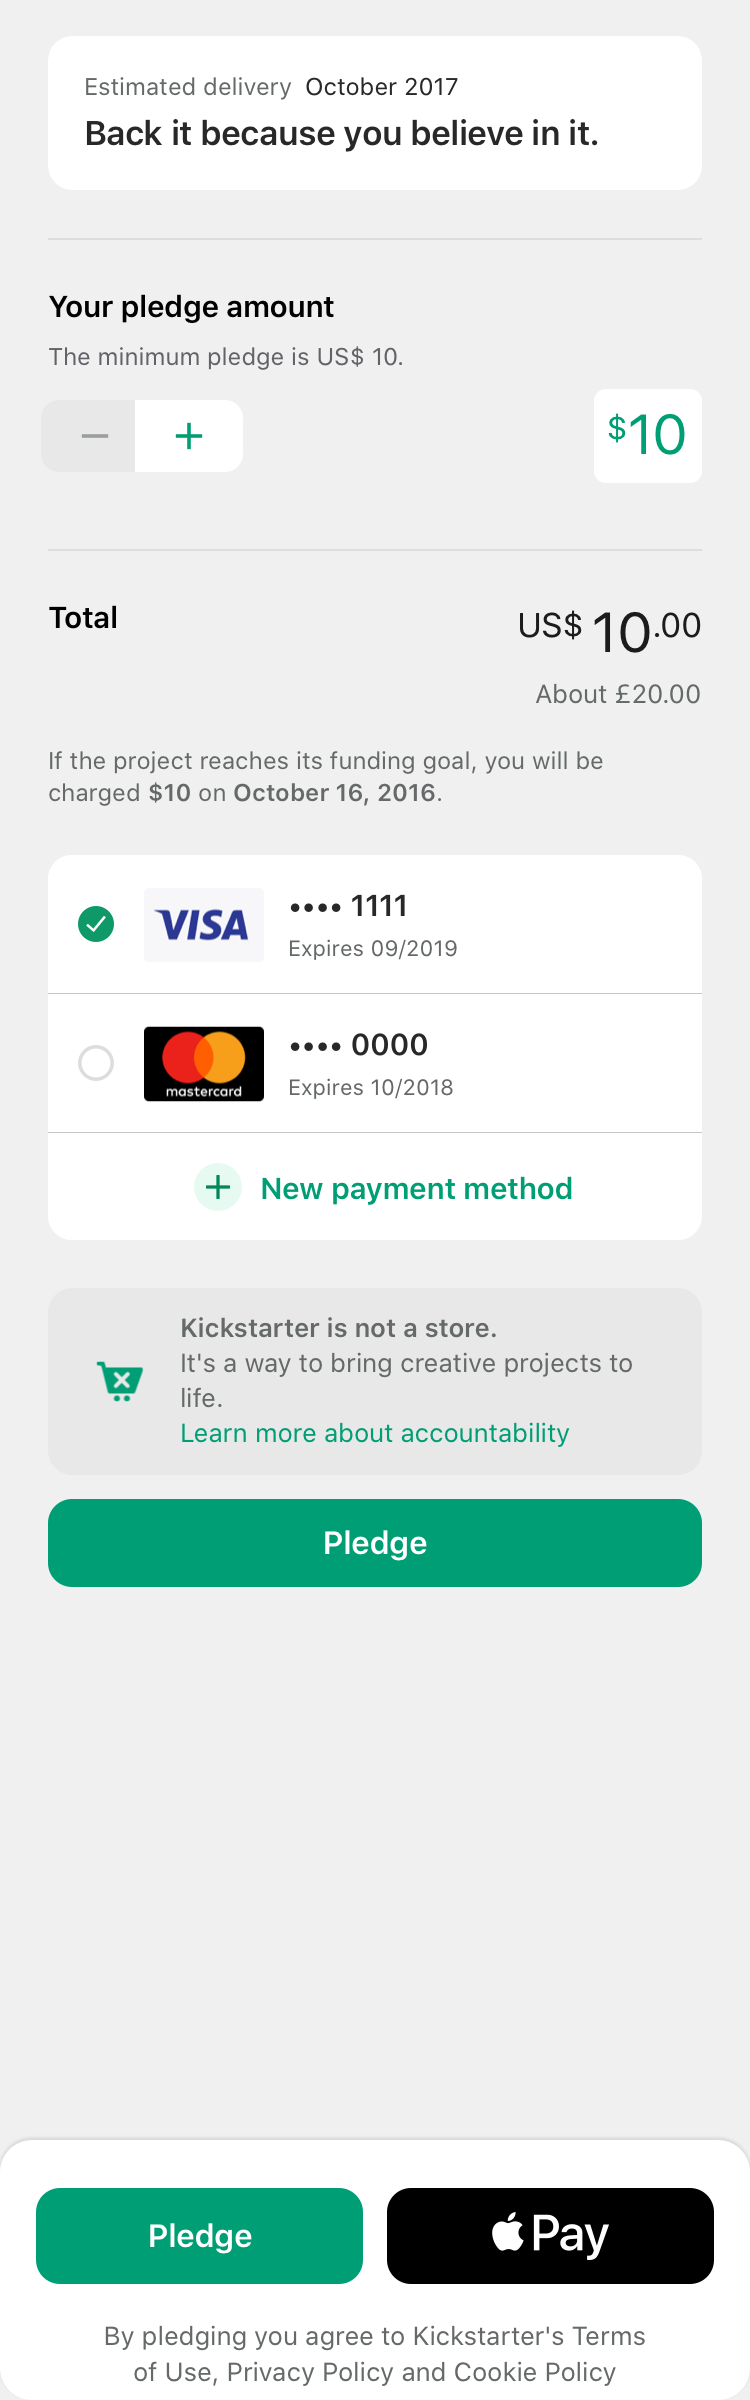 Estimated delivery October 2017
Back it because you believe in it.
Your pledge amount
The minimum pledge is US$ 10.
− +
$10
Total
US$ 10.00
About £20.00
If the project reaches its funding goal, you will be
charged $10 on October 16, 2016.
VISA
•••• 1111
Expires 09/2019
mastercard
•••• 0000
Expires 10/2018
+ New payment method
Kickstarter is not a store.
It's a way to bring creative projects to
life.
Learn more about accountability
Pledge
Pledge
Pay
By pledging you agree to Kickstarter's Terms
of Use, Privacy Policy and Cookie Policy